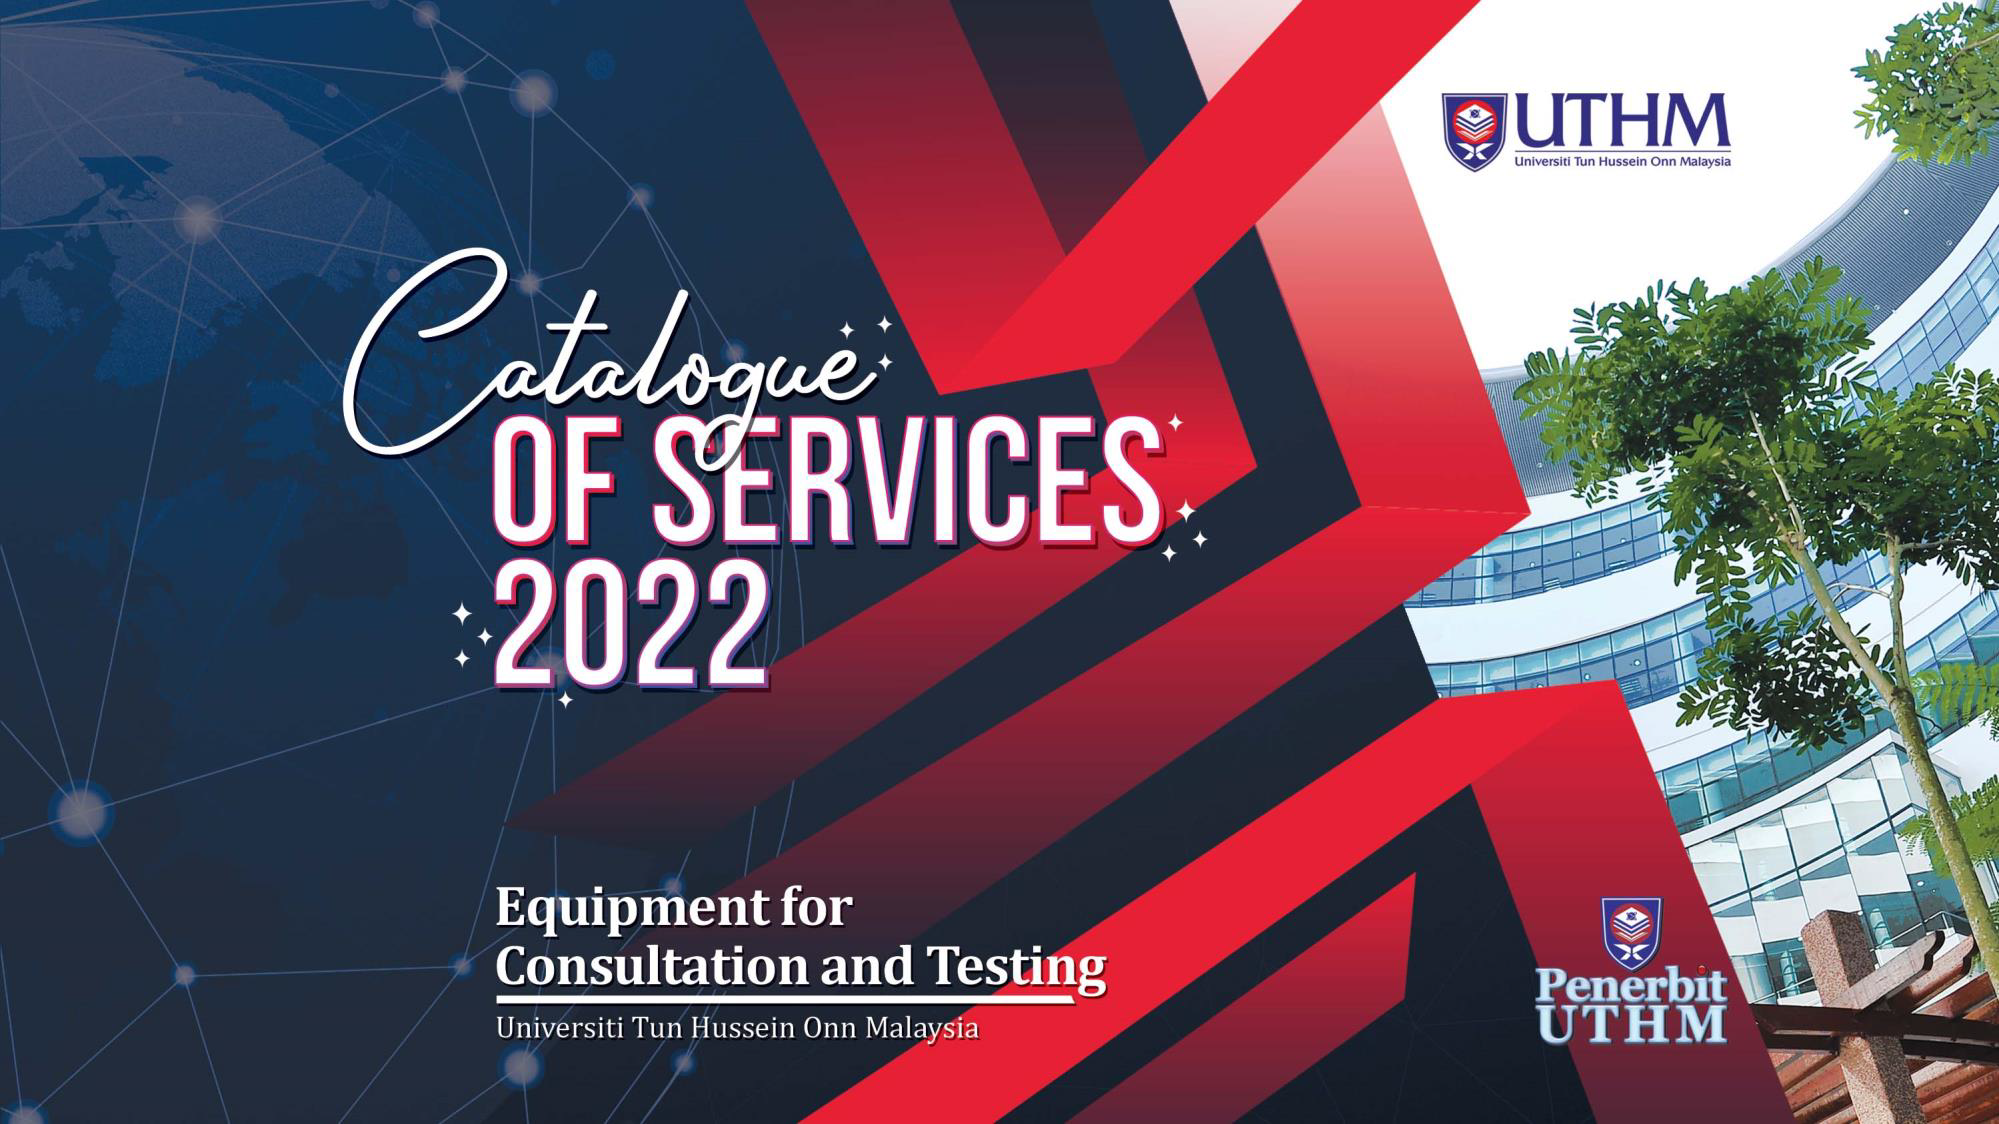 UTHM
Universiti Tun Hussein Onn Malaysia
Catalogue
OF SERVICES
2022
Equipment for
Consultation and Testing
Universiti Tun Hussein Onn Malaysia
Penerbit
UTHM